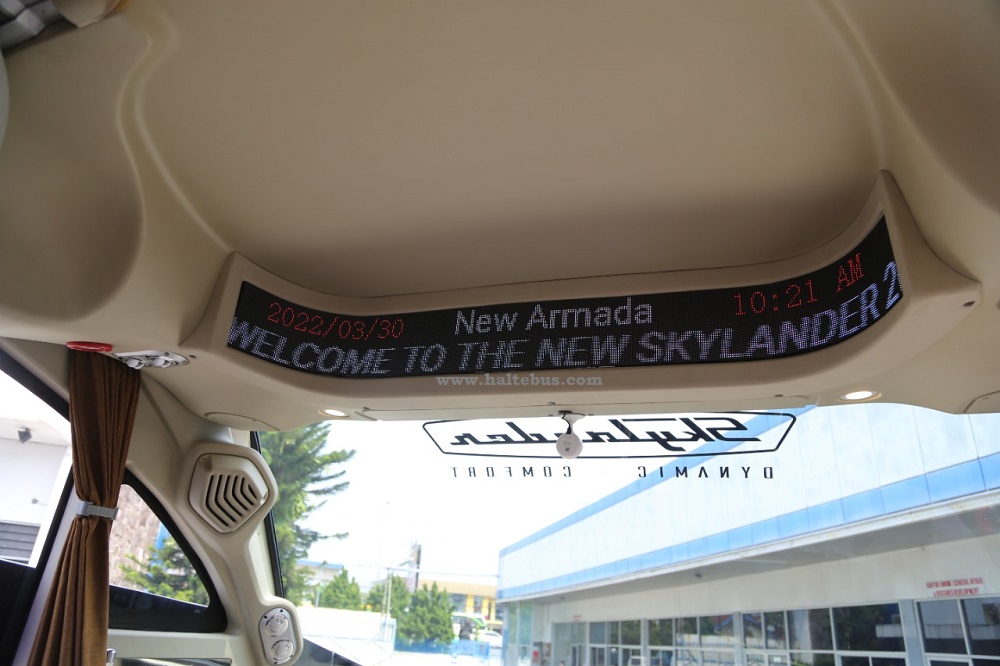 2022/03/30 New Armada 10:21 AM
WELCOME TO THE NEW SKYLANDER 2
www.haltebus.com
Skylander
DYNAMIC COMFORT